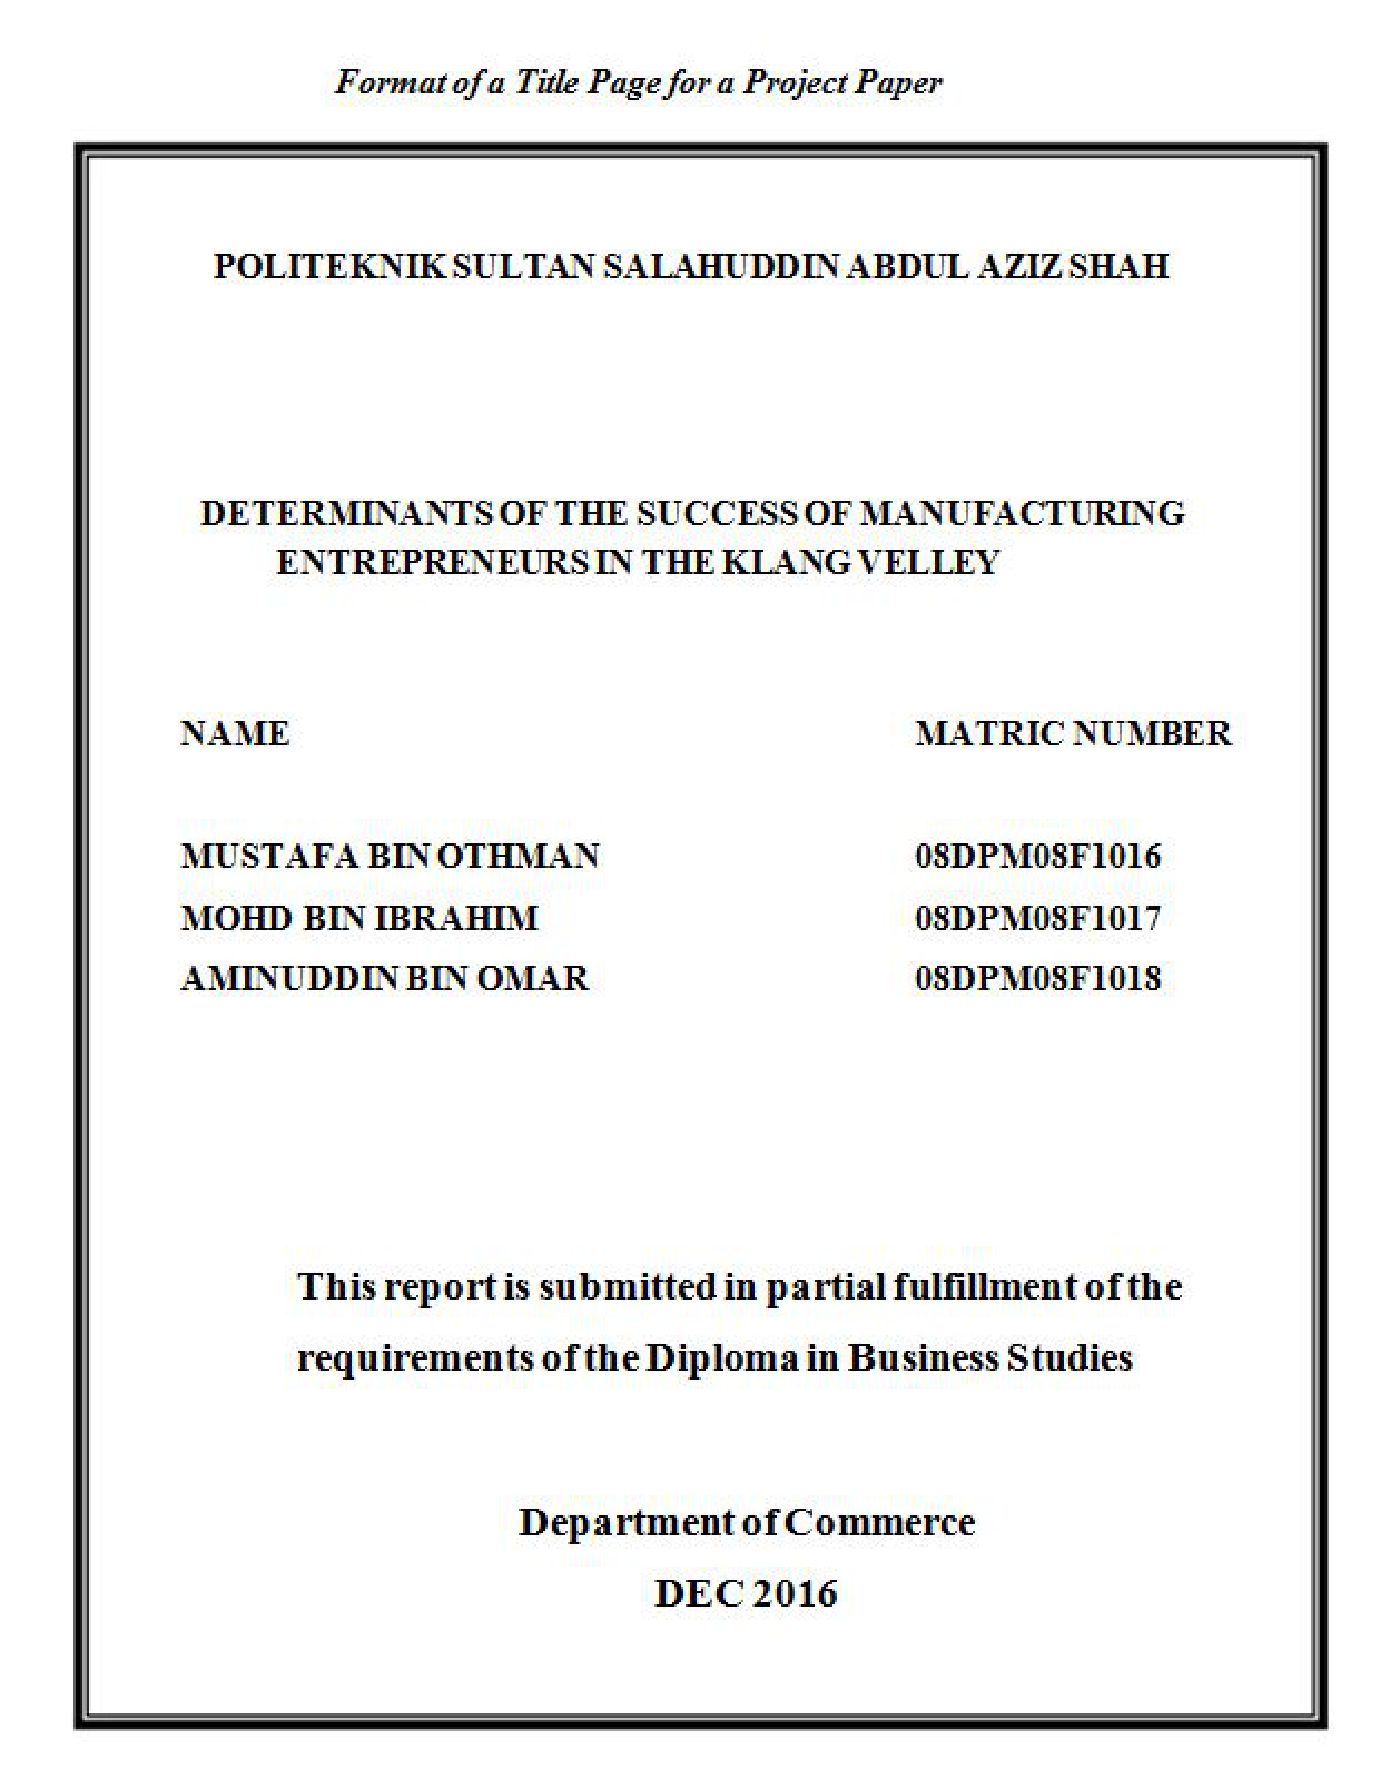 Format of a Title Page for a Project Paper
POLITEKNIK SULTAN SALAHUDDIN ABDUL AZIZ SHAH
DETERMINANTS OF THE SUCCESS OF MANUFACTURING
ENTREPRENEURS IN THE KLANG VELLEY
NAME MATRIC NUMBER
MUSTAFA BIN OTHMAN 08DPM08F1016
MOHD BIN IBRAHIM 08DPM08F1017
AMINUDDIN BIN OMAR 08DPM08F1018
This report is submitted in partial fulfillment of the
requirements of the Diploma in Business Studies
Department of Commerce
DEC 2016